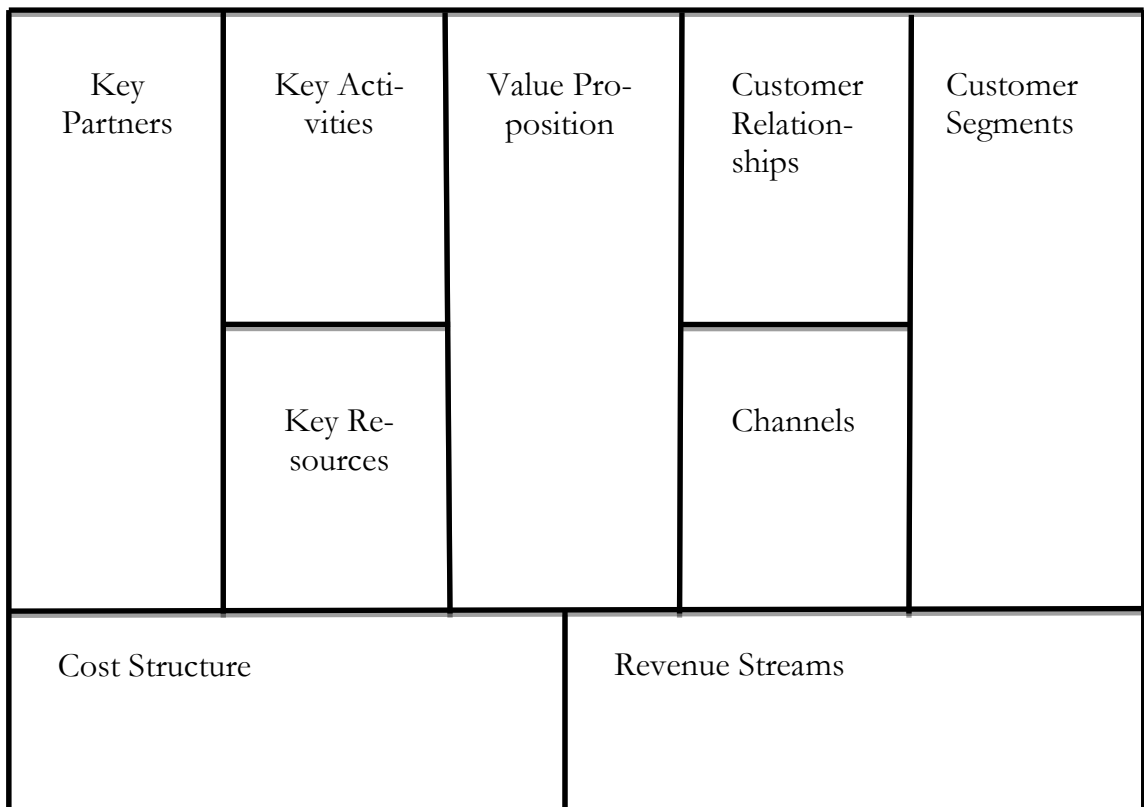 Key
Partners
Key Acti-
vities
Value Pro-
position
Customer
Relation-
ships
Customer
Segments
Key Re-
sources
Channels
Cost Structure
Revenue Streams